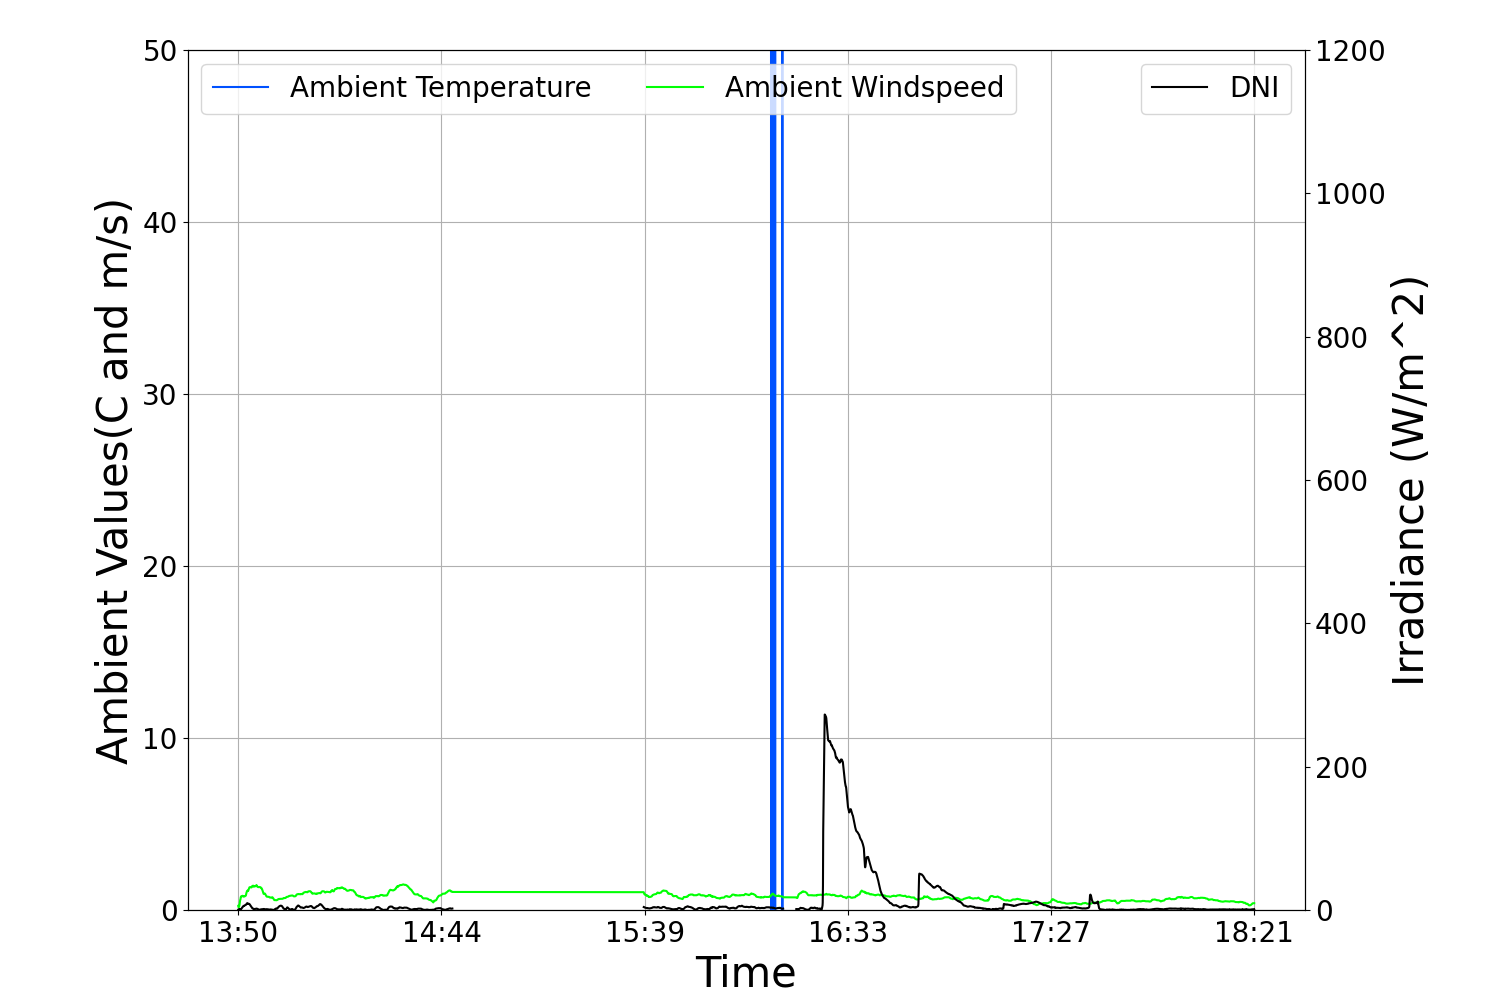 Ambient Temperature Ambient Windspeed DNI
Ambient Values(C and m/s)
50
40
30
20
10
0
1200
1000
800
600
400
200
0
Irradiance (W/m^2)
13:50 14:44 15:39 16:33 17:27 18:21
Time